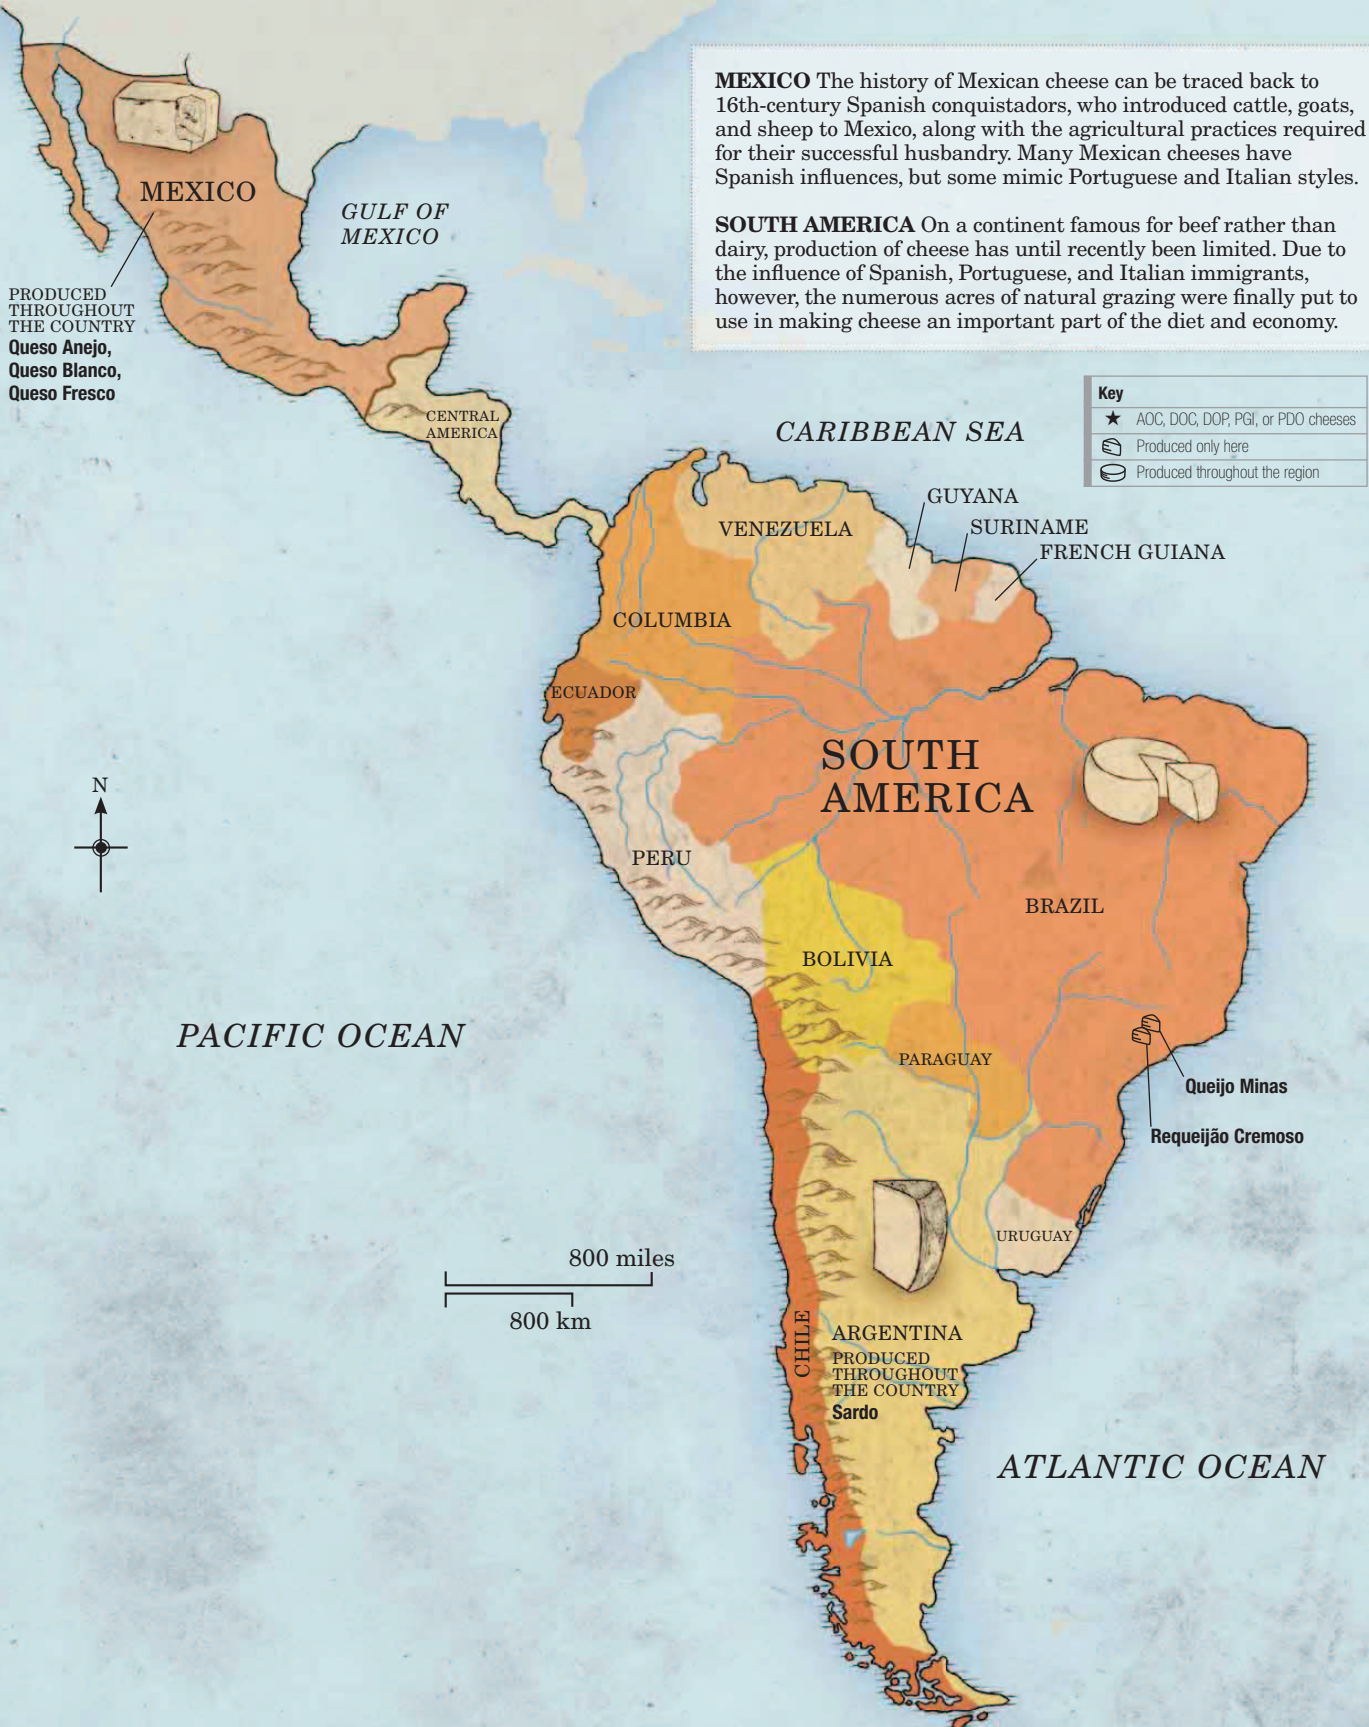 MEXICO The history of Mexican cheese can be traced back to
16th-century Spanish conquistadors, who introduced cattle, goats,
and sheep to Mexico, along with the agricultural practices required
for their successful husbandry. Many Mexican cheeses have
Spanish influences, but some mimic Portuguese and Italian styles.
SOUTH AMERICA On a continent famous for beef rather than
dairy, production of cheese has until recently been limited. Due to
the influence of Spanish, Portuguese, and Italian immigrants,
however, the numerous acres of natural grazing were finally put to
use in making cheese an important part of the diet and economy.
MEXICO
GULF OF
MEXICO
PRODUCED
THROUGHOUT
THE COUNTRY
Queso Anejo,
Queso Blanco,
Queso Fresco
Key
AOC, DOC, DOP, PGI, or PDO cheeses
Produced only here
Produced throughout the region
CENTRAL
AMERICA
CARIBBEAN SEA
GUYANA
VENEZUELA
SURINAME
FRENCH GUIANA
COLUMBIA
ECUADOR
SOUTH
AMERICA
N
PERU
BRAZIL
BOLIVIA
PACIFIC OCEAN
PARAGUAY
Queijo Minas
Requeijão Cremoso
URUGUAY
800 miles
800 km
CHILE
ARGENTINA
PRODUCED
THROUGHOUT
THE COUNTRY
Sardo
ATLANTIC OCEAN